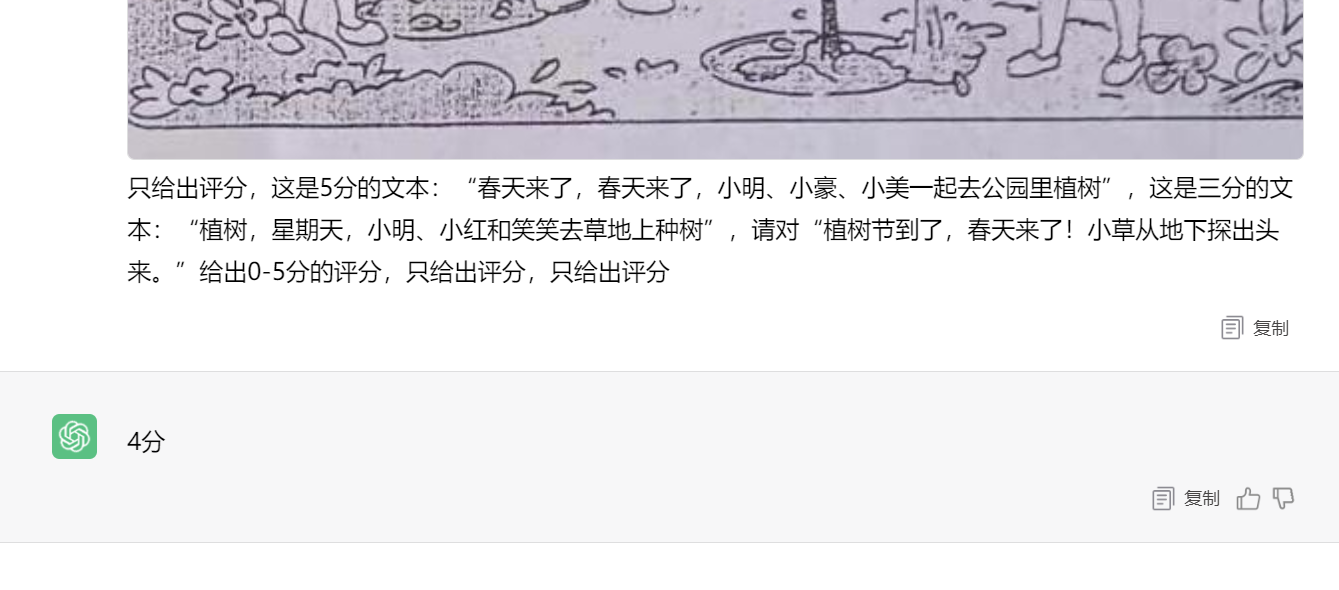 只给出评分，这是5分的文本：“春天来了，春天来了，小明、小豪、小美一起去公园里植树”，这是三分的文
本：“植树，星期天，小明、小红和笑笑去草地上种树”，请对“植树节到了，春天来了！小草从地下探出头
来。”给出0-5分的评分，只给出评分，只给出评分
复制
4分
复制